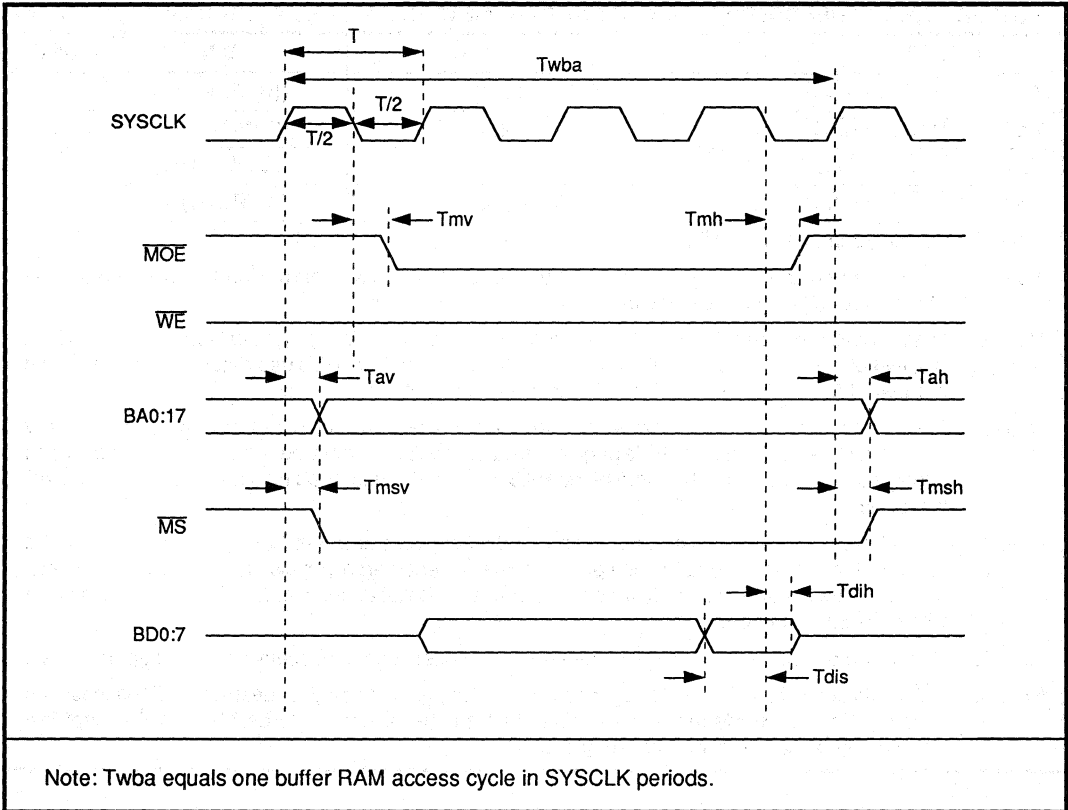 T
Twba
T/2
SYSCLK
T/2
Tmv
Tmh
MOE
WE
Tav
Tah
BA0:17
Tmsv
Tmsh
MS
Tdih
BD0:7
Tdis
Note: Twba equals one buffer RAM access cycle in SYSCLK periods.